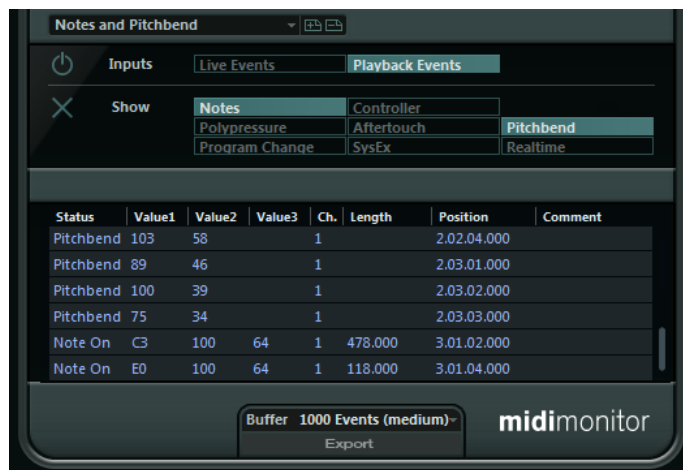 Notes and Pitchbend
Inputs Live Events Playback Events
Show Notes Controller
Polypressure Aftertouch Pitchbend
Program Change SysEx Realtime
Status Value1 Value2 Value3 Ch. Length Position Comment
Pitchbend 103 58 1 2.02.04.000
Pitchbend 89 46 1 2.03.01.000
Pitchbend 100 39 1 2.03.02.000
Pitchbend 75 34 1 2.03.03.000
Note On C3 100 64 1 478.000 3.01.02.000
Note On E0 100 64 1 118.000 3.01.04.000
Buffer 1000 Events (medium)
Export
midimonitor